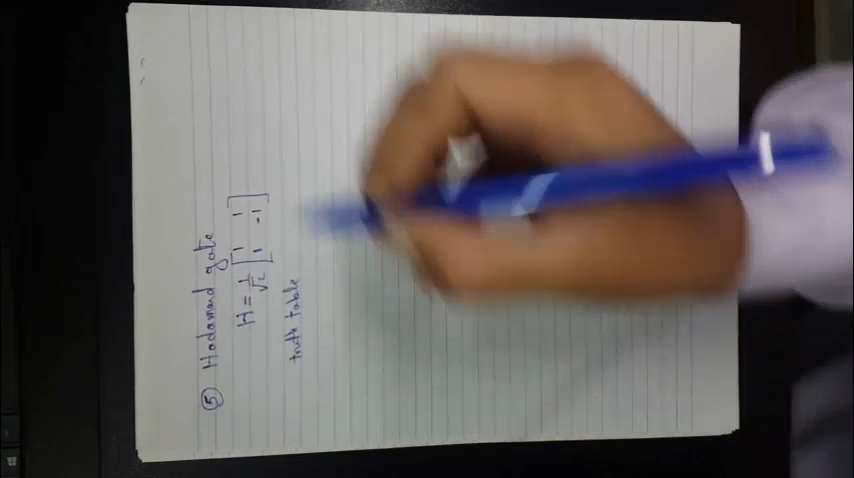 ⑤ Hadamard gate
H = 1/√2 [1 1
1 -1]
truth table